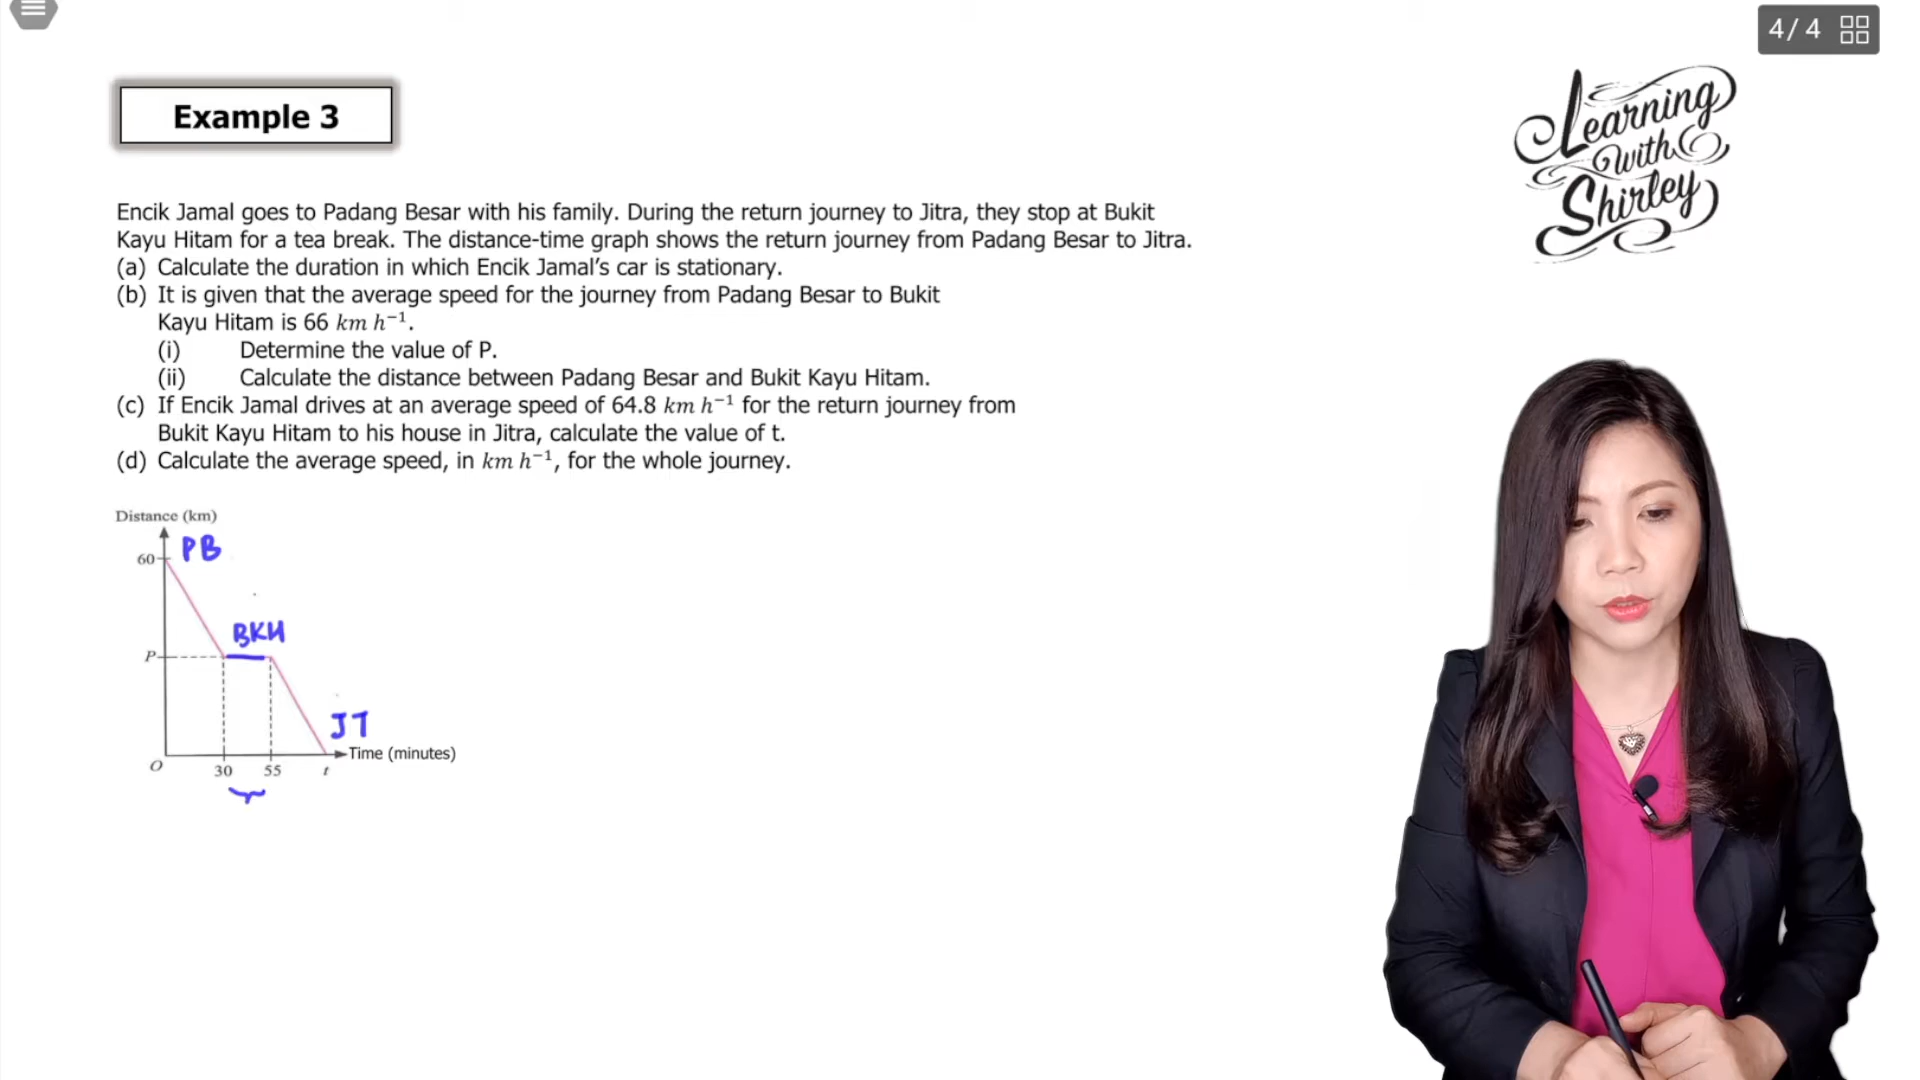 4/4
Example 3
Learning
with
Shirley
Encik Jamal goes to Padang Besar with his family. During the return journey to Jitra, they stop at Bukit
Kayu Hitam for a tea break. The distance-time graph shows the return journey from Padang Besar to Jitra.
(a) Calculate the duration in which Encik Jamal’s car is stationary.
(b) It is given that the average speed for the journey from Padang Besar to Bukit
Kayu Hitam is 66 km h⁻¹.
(i) Determine the value of P.
(ii) Calculate the distance between Padang Besar and Bukit Kayu Hitam.
(c) If Encik Jamal drives at an average speed of 64.8 km h⁻¹ for the return journey from
Bukit Kayu Hitam to his house in Jitra, calculate the value of t.
(d) Calculate the average speed, in km h⁻¹, for the whole journey.
Distance (km)
60 PB
BKH
P
JT
Time (minutes)
O 30 55 t